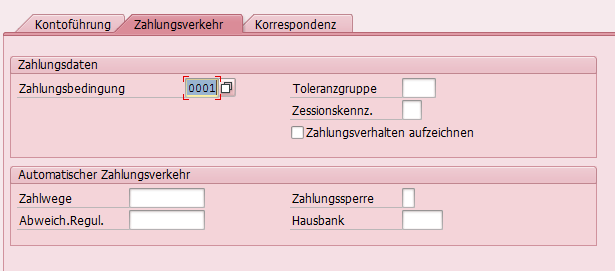 Kontoführung Zahlungsverkehr Korrespondenz
Zahlungsdaten
Zahlungsbedingung 0001 Toleranzgruppe
Zessionskennz.
Zahlungsverhalten aufzeichnen
Automatischer Zahlungsverkehr
Zahlwege Zahlungssperre
Abweich.Regul. Hausbank